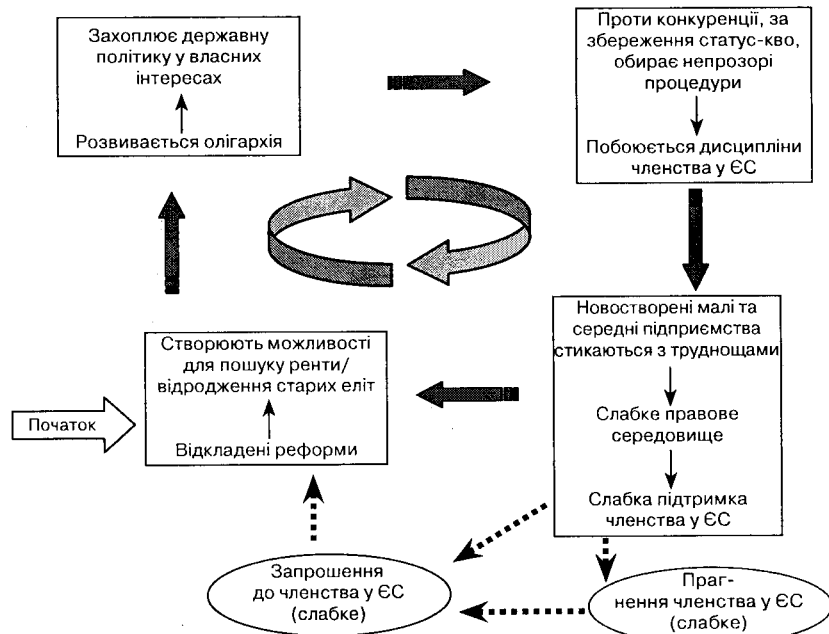 Захоплює державну
політику у власних
інтересах
Розвивається олігархія
Проти конкуренції, за
збереження статус-кво,
обирає непрозорі
процедури
Побоюється дисципліни
членства у ЄС
Новостворені малі та
середні підприємства
стикаються з труднощами
Слабке правове
середовище
Слабка підтримка
членства у ЄС
Створюють можливості
для пошуку ренти/
відродження старих еліт
Відкладені реформи
Початок
Запрошення
до членства у ЄС
(слабке)
Праг-
нення членства у ЄС
(слабке)